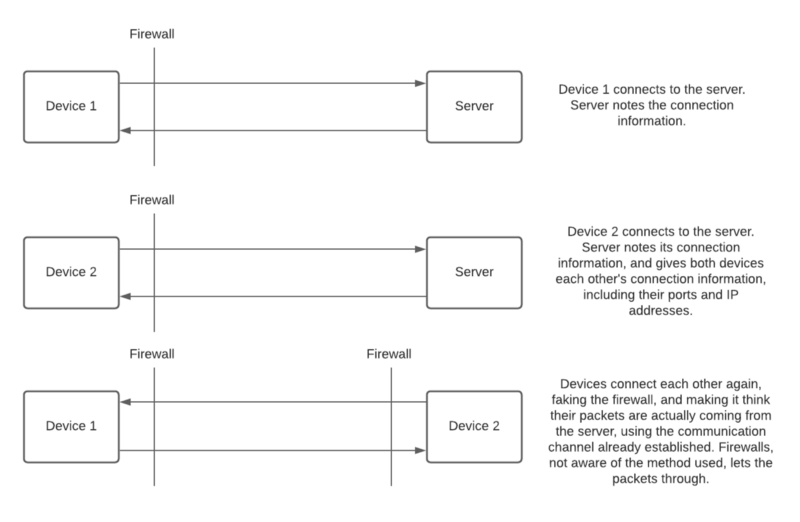 Firewall
Device 1
Server
Device 1 connects to the server.
Server notes the connection
information.
Firewall
Device 2
Server
Device 2 connects to the server.
Server notes its connection
information, and gives both devices
each other's connection information,
including their ports and IP
addresses.
Firewall
Firewall
Device 1
Device 2
Devices connect each other again,
faking the firewall, and making it think
their packets are actually coming from
the server, using the communication
channel already established. Firewalls,
not aware of the method used, lets the
packets through.